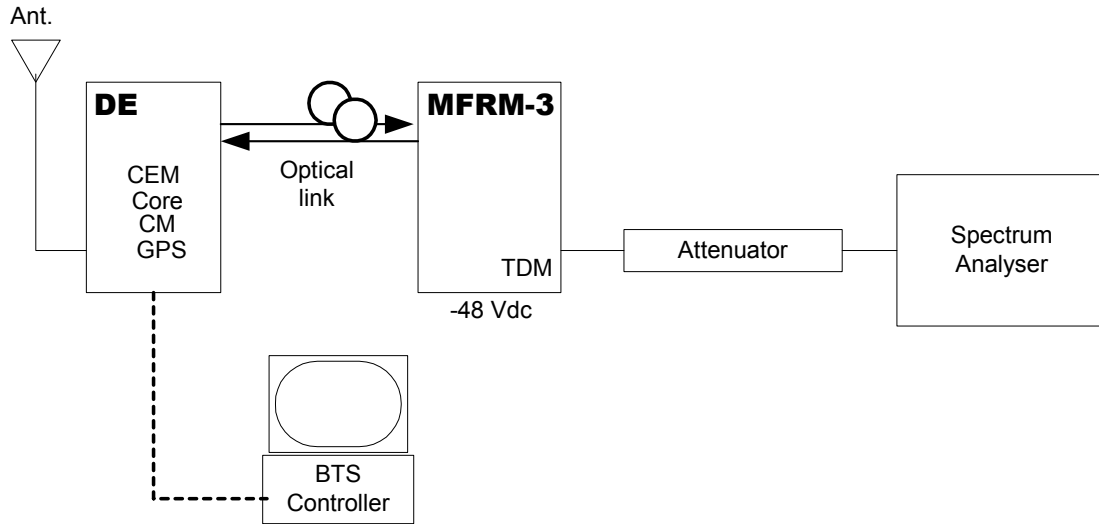 Ant.
DE
CEM
Core
CM
GPS
Optical
link
MFRM-3
TDM
-48 Vdc
Attenuator
Spectrum
Analyser
BTS
Controller